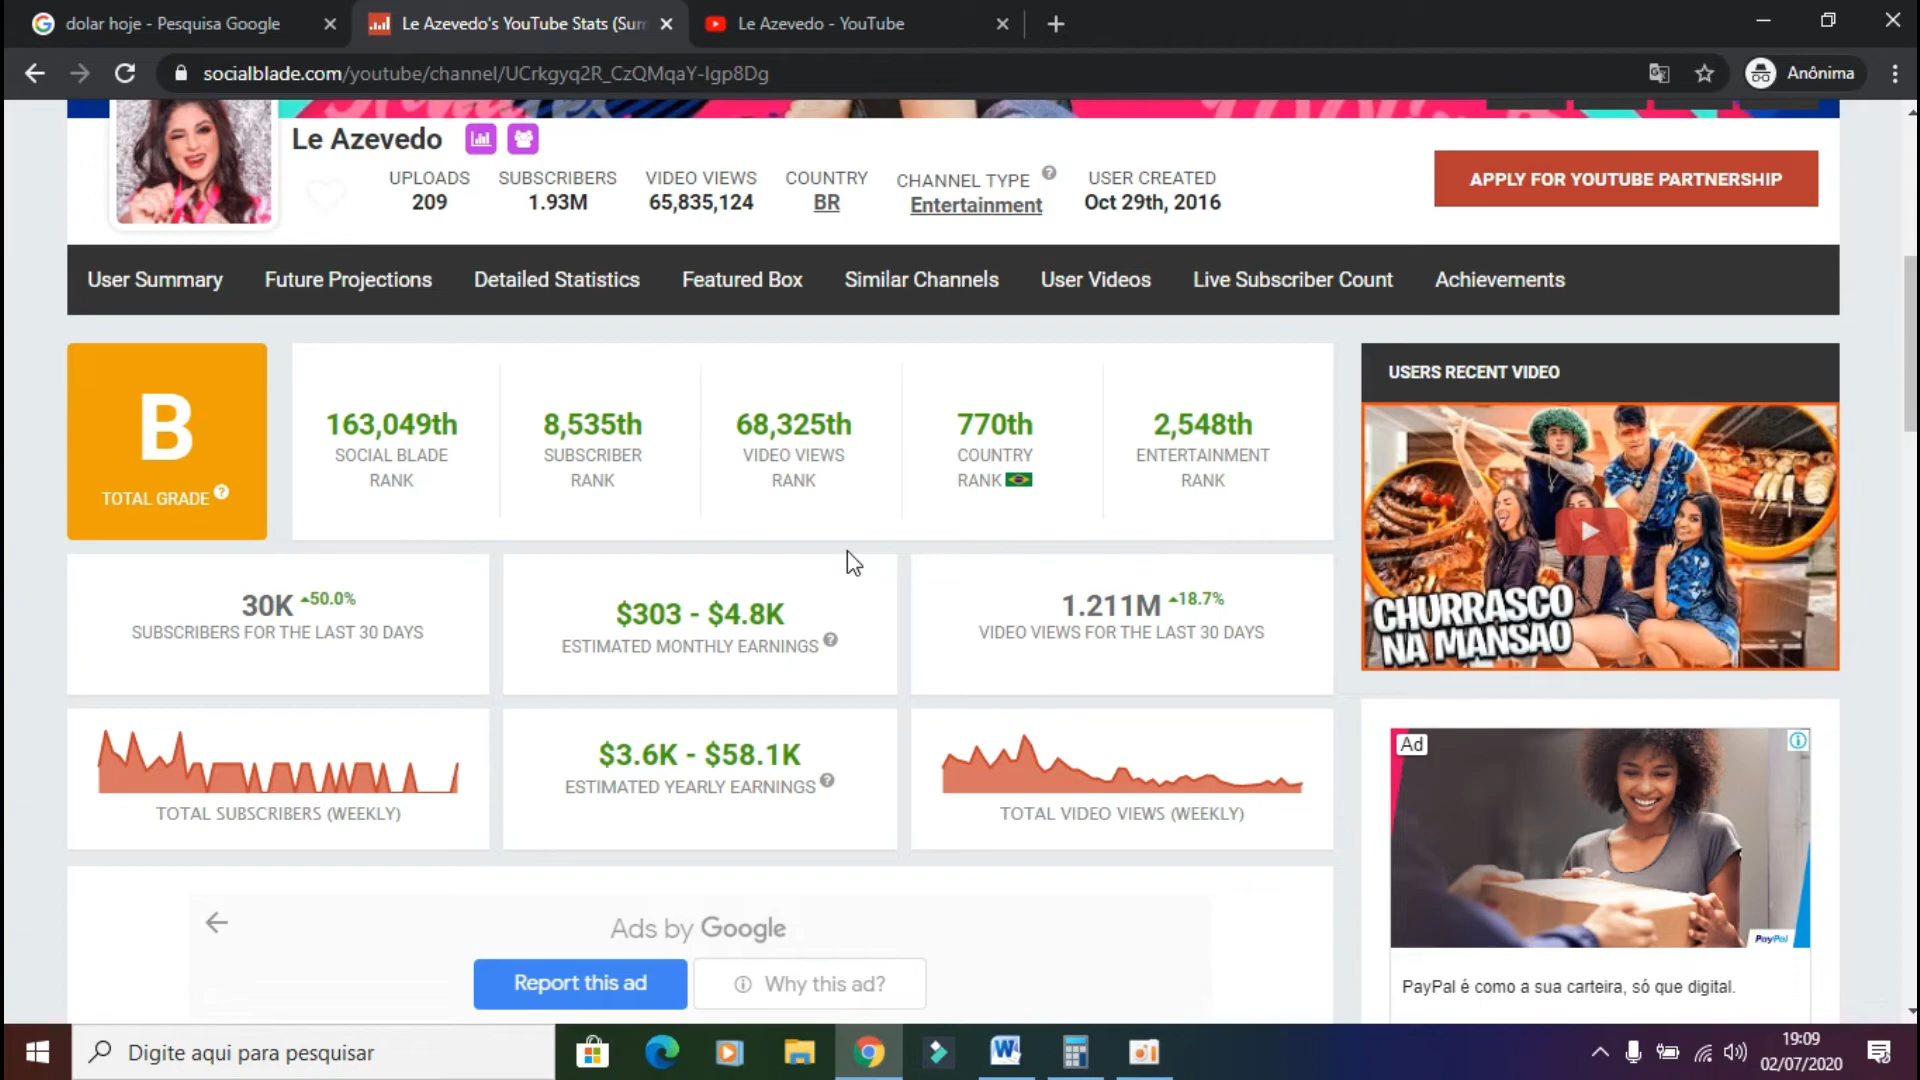 dolar hoje - Pesquisa Google
Le Azevedo's YouTube Stats (Sum
Le Azevedo - YouTube
socialblade.com/youtube/channel/UCrkgyq2R_CzQMqaY-Igp8Dg
Anônima
Le Azevedo
UPLOADS
209
SUBSCRIBERS
1.93M
VIDEO VIEWS
65,835,124
COUNTRY
BR
CHANNEL TYPE
Entertainment
USER CREATED
Oct 29th, 2016
APPLY FOR YOUTUBE PARTNERSHIP
User Summary
Future Projections
Detailed Statistics
Featured Box
Similar Channels
User Videos
Live Subscriber Count
Achievements
B
TOTAL GRADE
163,049th
SOCIAL BLADE
RANK
8,535th
SUBSCRIBER
RANK
68,325th
VIDEO VIEWS
RANK
770th
COUNTRY
RANK
2,548th
ENTERTAINMENT
RANK
USERS RECENT VIDEO
CHURRASCO
NA MANSÃO
30K 50.0%
SUBSCRIBERS FOR THE LAST 30 DAYS
$303 - $4.8K
ESTIMATED MONTHLY EARNINGS
1.211M 18.7%
VIDEO VIEWS FOR THE LAST 30 DAYS
TOTAL SUBSCRIBERS (WEEKLY)
$3.6K - $58.1K
ESTIMATED YEARLY EARNINGS
TOTAL VIDEO VIEWS (WEEKLY)
Ad
PayPal
PayPal é como a sua carteira, só que digital.
Ads by Google
Report this ad
Why this ad?
Digite aqui para pesquisar
19:09
02/07/2020